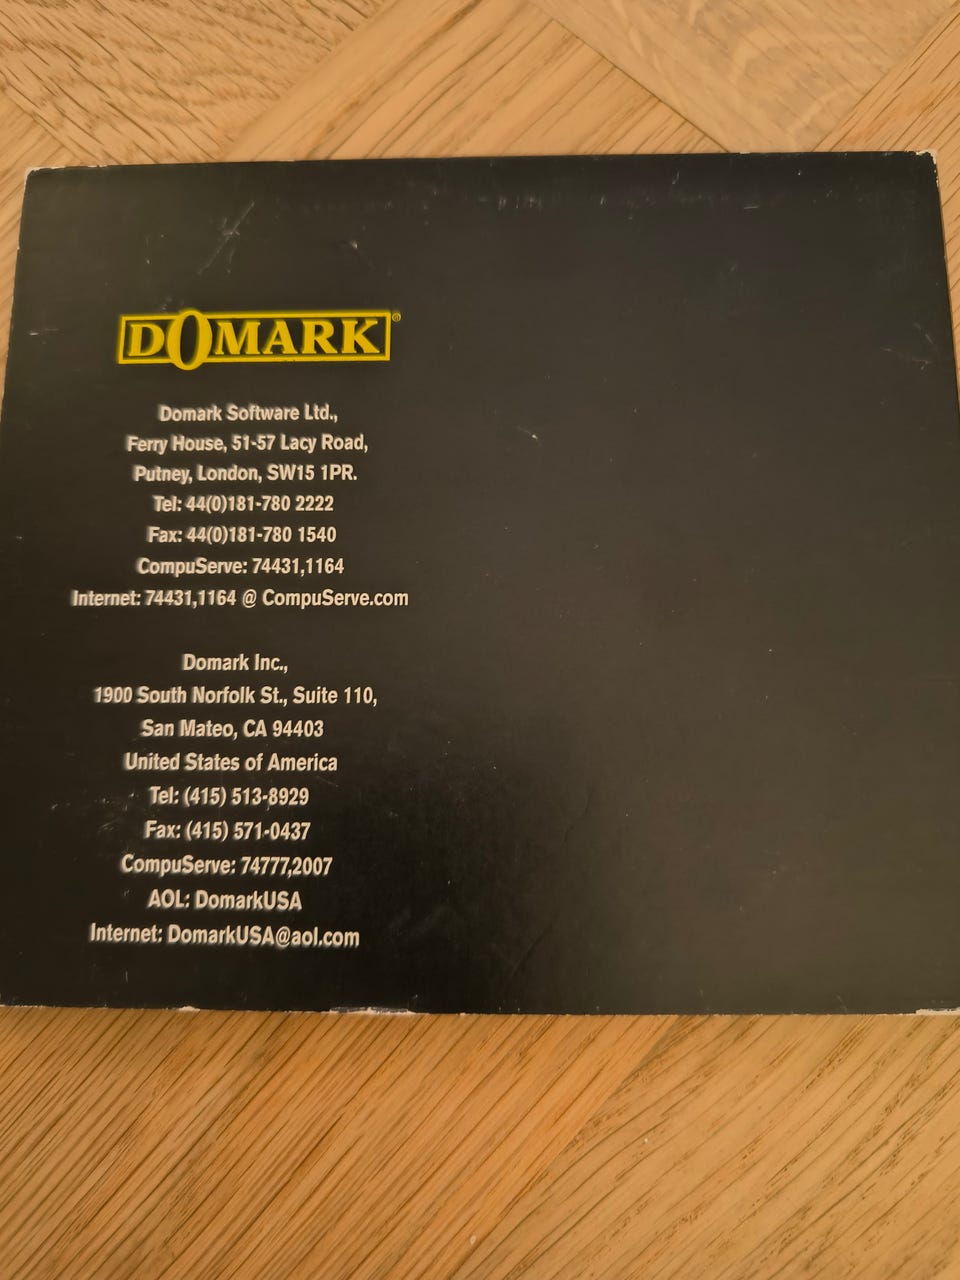 DOMARK®
Domark Software Ltd.,
Ferry House, 51-57 Lacy Road,
Putney, London, SW15 1PR.
Tel: 44(0)181-780 2222
Fax: 44(0)181-780 1540
CompuServe: 74431,1164
Internet: 74431,1164 @ CompuServe.com
Domark Inc.,
1900 South Norfolk St., Suite 110,
San Mateo, CA 94403
United States of America
Tel: (415) 513-8929
Fax: (415) 571-0437
CompuServe: 74777,2007
AOL: DomarkUSA
Internet: DomarkUSA@aol.com